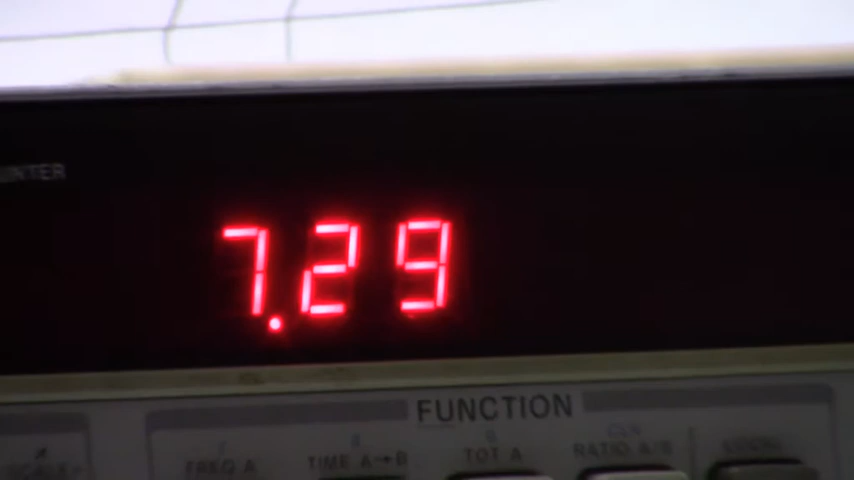 UNTER
7.29
FUNCTION
FREQ A TIME A→B TOT A RATIO A/B